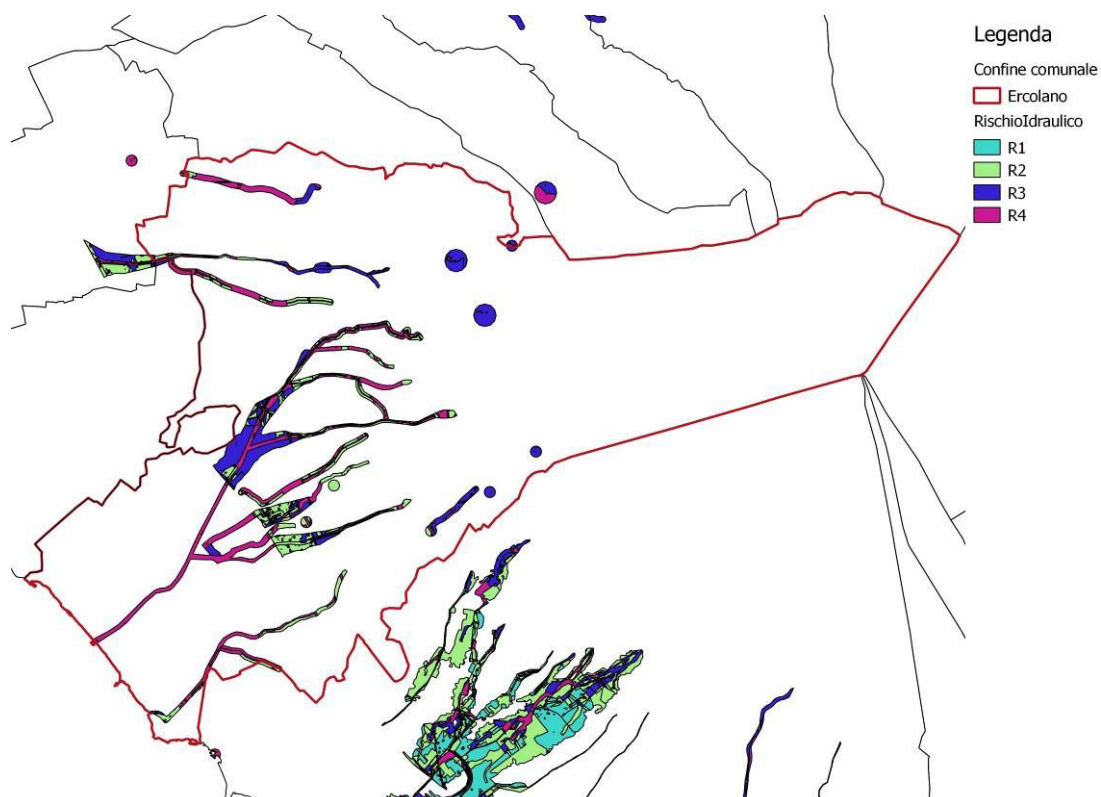 Legenda
Confine comunale
Ercolano
RischioIdraulico
R1
R2
R3
R4